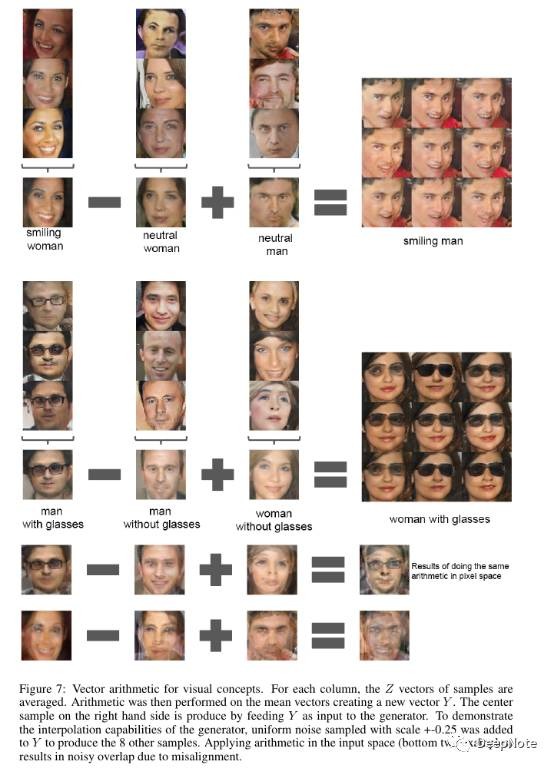 smiling woman
neutral woman
neutral man
smiling man
man with glasses
man without glasses
woman without glasses
woman with glasses
Results of doing the same
arithmetic in pixel space
Figure 7: Vector arithmetic for visual concepts. For each column, the Z vectors of samples are
averaged. Arithmetic was then performed on the mean vectors creating a new vector Y. The center
sample on the right hand side is produce by feeding Y as input to the generator. To demonstrate
the interpolation capabilities of the generator, uniform noise sampled with scale +-0.25 was added
to Y to produce the 8 other samples. Applying arithmetic in the input space (bottom
results in noisy overlap due to misalignment.
DeepNote